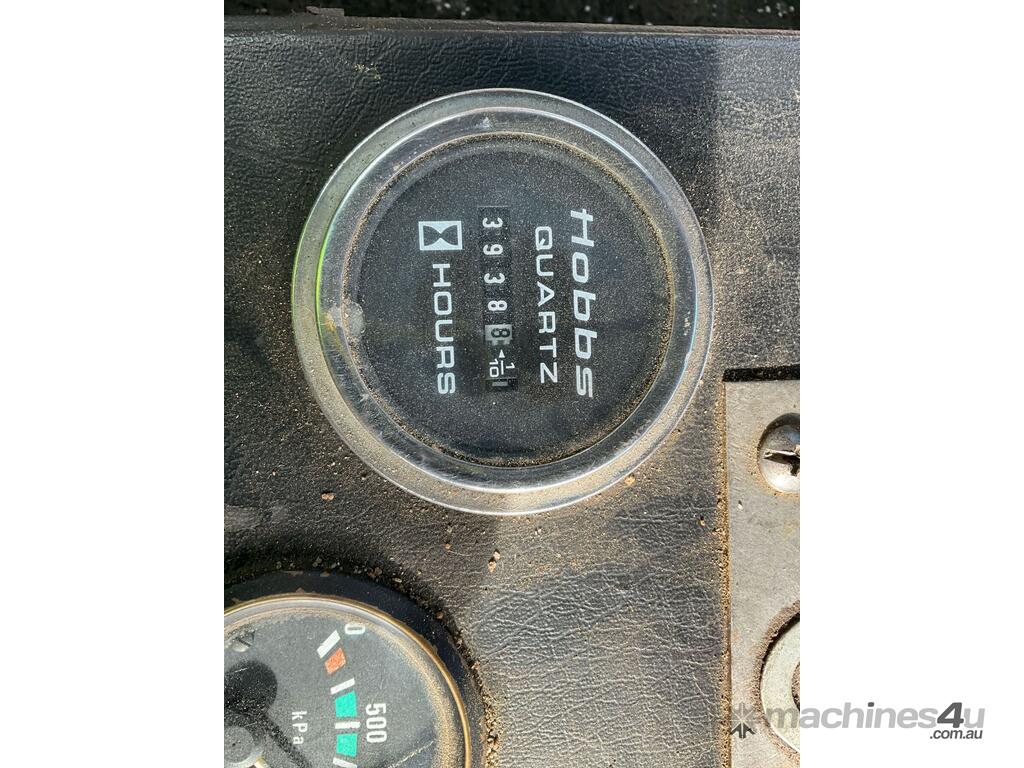 Hobbs
QUARTZ
39388 1/10
HOURS
0
500
kPa
machines4u
.com.au